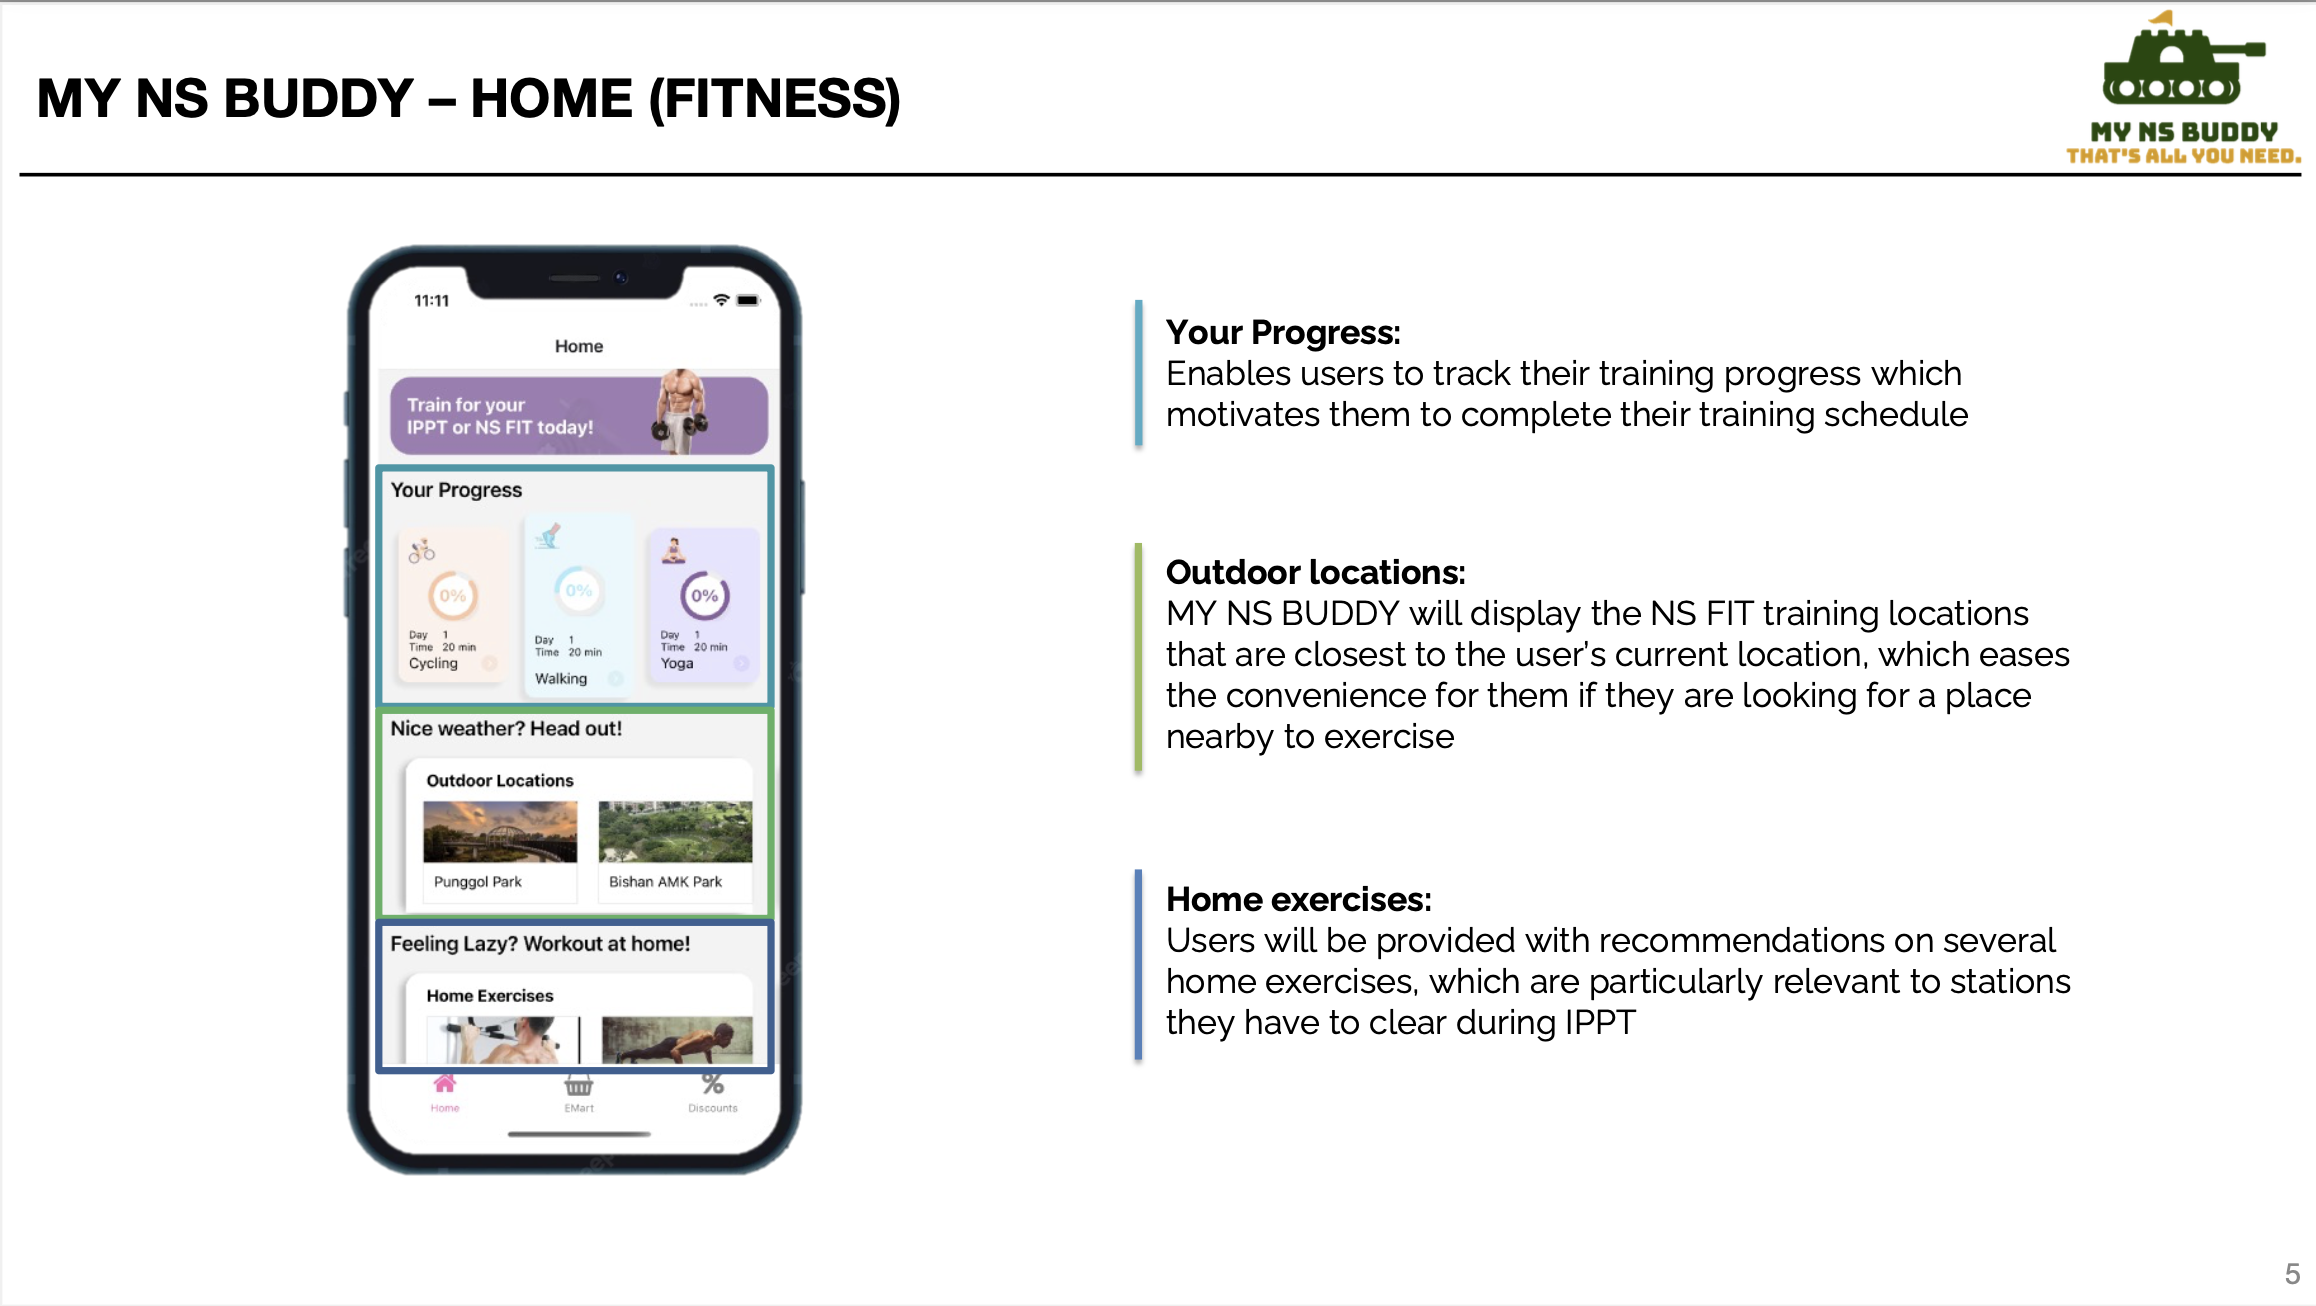 MY NS BUDDY – HOME (FITNESS)
MY NS BUDDY
THAT'S ALL YOU NEED.
11:11
Home
Train for your
IPPT or NS FIT today!
Your Progress
0%
Day 1
Time 20 min
Cycling
0%
Day 1
Time 20 min
Walking
0%
Day 1
Time 20 min
Yoga
Nice weather? Head out!
Outdoor Locations
Punggol Park
Bishan AMK Park
Feeling Lazy? Workout at home!
Home Exercises
Home
EMart
Discounts
Your Progress:
Enables users to track their training progress which
motivates them to complete their training schedule
Outdoor locations:
MY NS BUDDY will display the NS FIT training locations
that are closest to the user’s current location, which eases
the convenience for them if they are looking for a place
nearby to exercise
Home exercises:
Users will be provided with recommendations on several
home exercises, which are particularly relevant to stations
they have to clear during IPPT
5